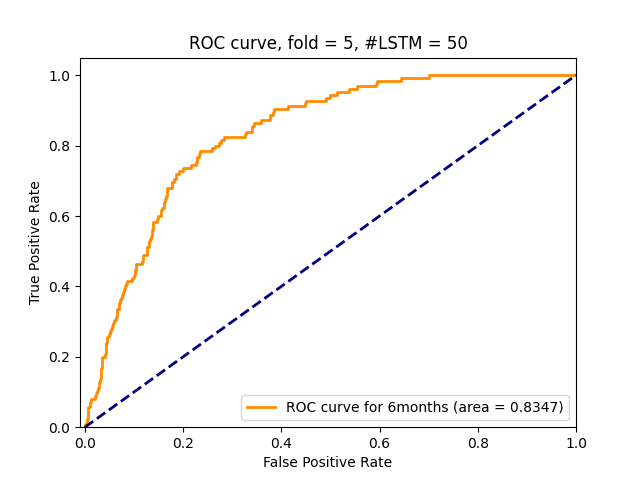 ROC curve, fold = 5, #LSTM = 50
True Positive Rate
1.0
0.8
0.6
0.4
0.2
0.0
ROC curve for 6months (area = 0.8347)
0.0 0.2 0.4 0.6 0.8 1.0
False Positive Rate